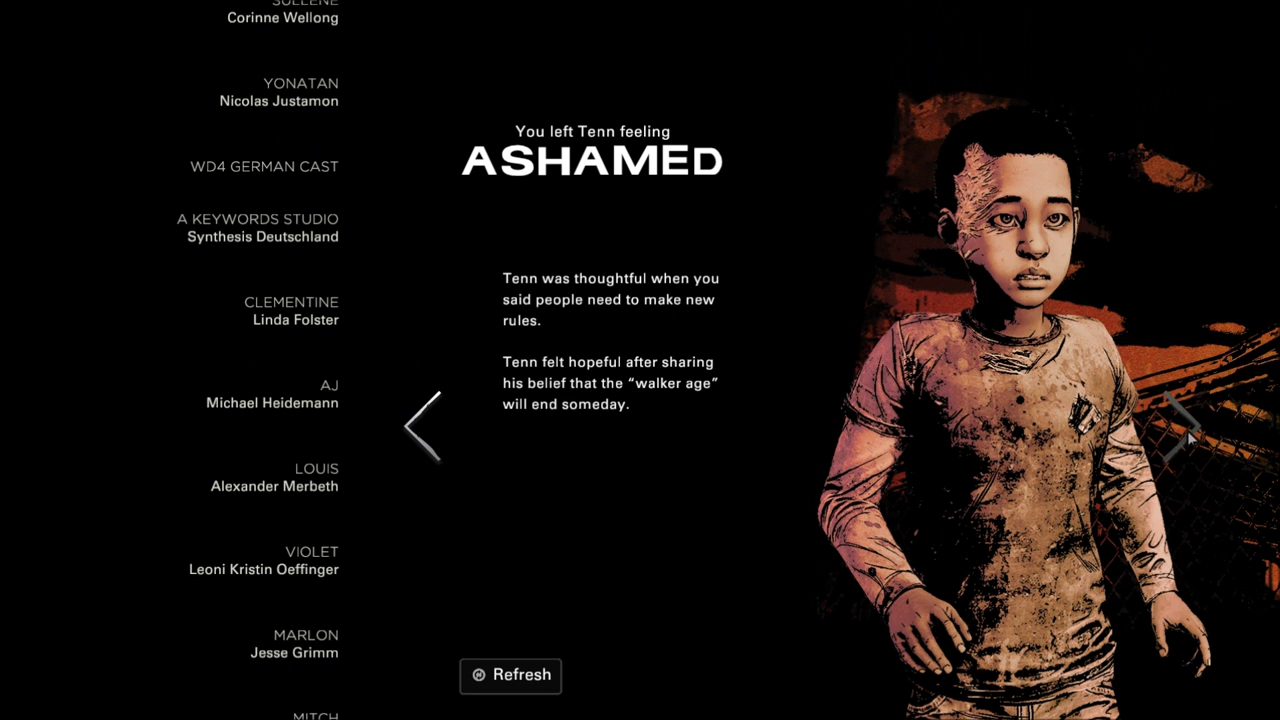 SULLENE
Corinne Wellong
YONATAN
Nicolas Justamon
WD4 GERMAN CAST
A KEYWORDS STUDIO
Synthesis Deutschland
CLEMENTINE
Linda Folster
AJ
Michael Heidemann
LOUIS
Alexander Merbeth
VIOLET
Leoni Kristin Oeffinger
MARLON
Jesse Grimm
MITCH
You left Tenn feeling
ASHAMED
Tenn was thoughtful when you
said people need to make new
rules.
Tenn felt hopeful after sharing
his belief that the “walker age”
will end someday.
Refresh